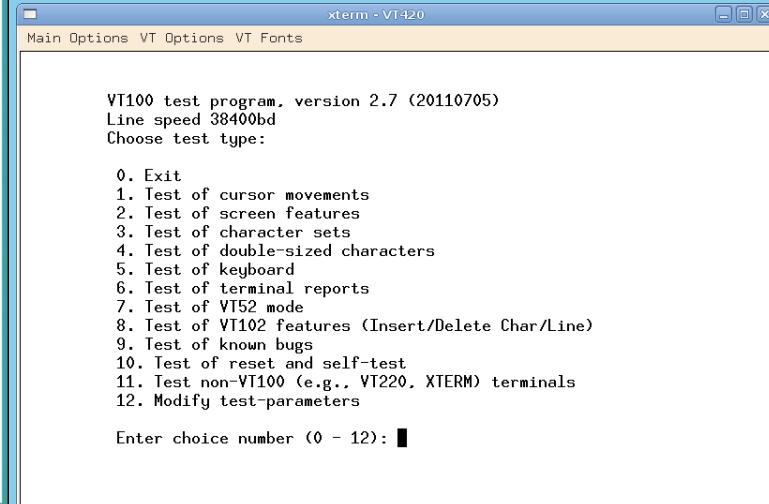 xterm - VT420
Main Options VT Options VT Fonts
VT100 test program, version 2.7 (20110705)
Line speed 38400bd
Choose test type:
0. Exit
1. Test of cursor movements
2. Test of screen features
3. Test of character sets
4. Test of double-sized characters
5. Test of keyboard
6. Test of terminal reports
7. Test of VT52 mode
8. Test of VT102 features (Insert/Delete Char/Line)
9. Test of known bugs
10. Test of reset and self-test
11. Test non-VT100 (e.g., VT220, XTERM) terminals
12. Modify test-parameters
Enter choice number (0 - 12):